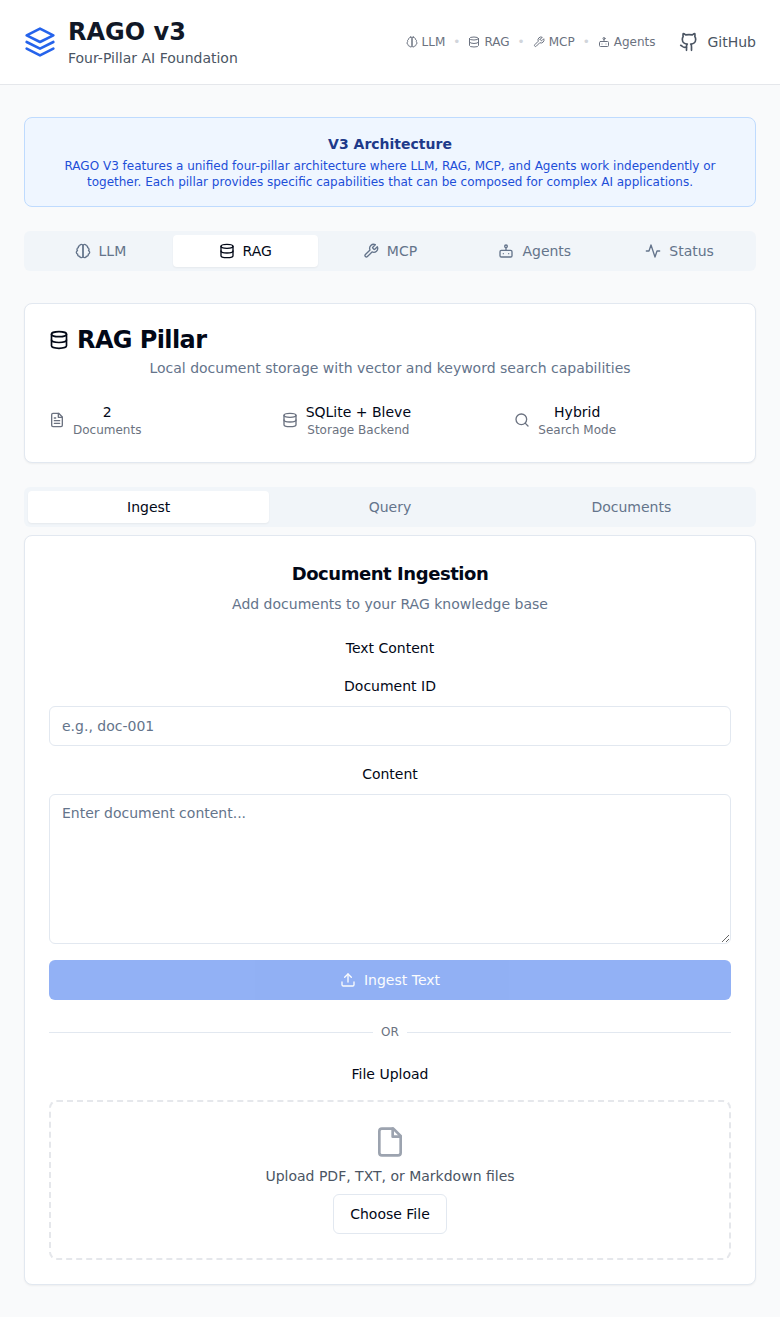 RAGO v3
Four-Pillar AI Foundation
LLM • RAG • MCP • Agents
GitHub
V3 Architecture
RAGO V3 features a unified four-pillar architecture where LLM, RAG, MCP, and Agents work independently or
together. Each pillar provides specific capabilities that can be composed for complex AI applications.
LLM
RAG
MCP
Agents
Status
RAG Pillar
Local document storage with vector and keyword search capabilities
2
Documents
SQLite + Bleve
Storage Backend
Hybrid
Search Mode
Ingest
Query
Documents
Document Ingestion
Add documents to your RAG knowledge base
Text Content
Document ID
e.g., doc-001
Content
Enter document content...
Ingest Text
OR
File Upload
Upload PDF, TXT, or Markdown files
Choose File